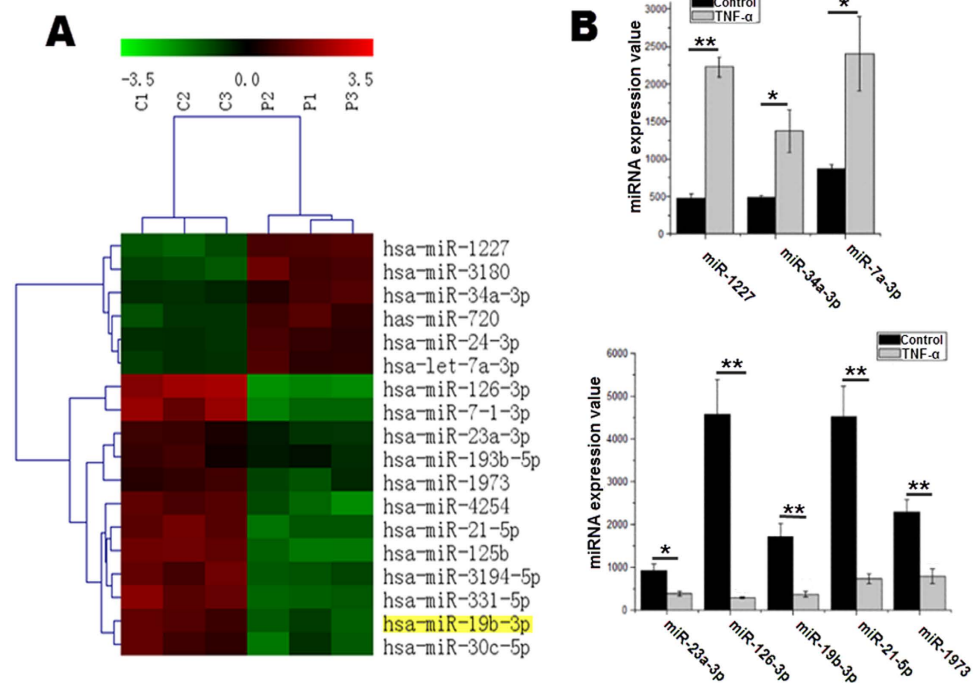 A
-3.5 0.0 3.5
C1 C2 C3 P2 P1 P3
hsa-miR-1227
hsa-miR-3180
hsa-miR-34a-3p
has-miR-720
hsa-miR-24-3p
hsa-let-7a-3p
hsa-miR-126-3p
hsa-miR-7-1-3p
hsa-miR-23a-3p
hsa-miR-193b-5p
hsa-miR-1973
hsa-miR-4254
hsa-miR-21-5p
hsa-miR-125b
hsa-miR-3194-5p
hsa-miR-331-5p
hsa-miR-19b-3p
hsa-miR-30c-5p
B
Control
TNF-α
miRNA expression value
3000
2500
2000
1500
1000
500
0
** * *
miR-1227 miR-34a-3p miR-7a-3p
Control
TNF-α
miRNA expression value
6000
5000
4000
3000
2000
1000
0
* ** ** ** **
miR-23a-3p miR-126-3p miR-19b-3p miR-21-5p miR-1973